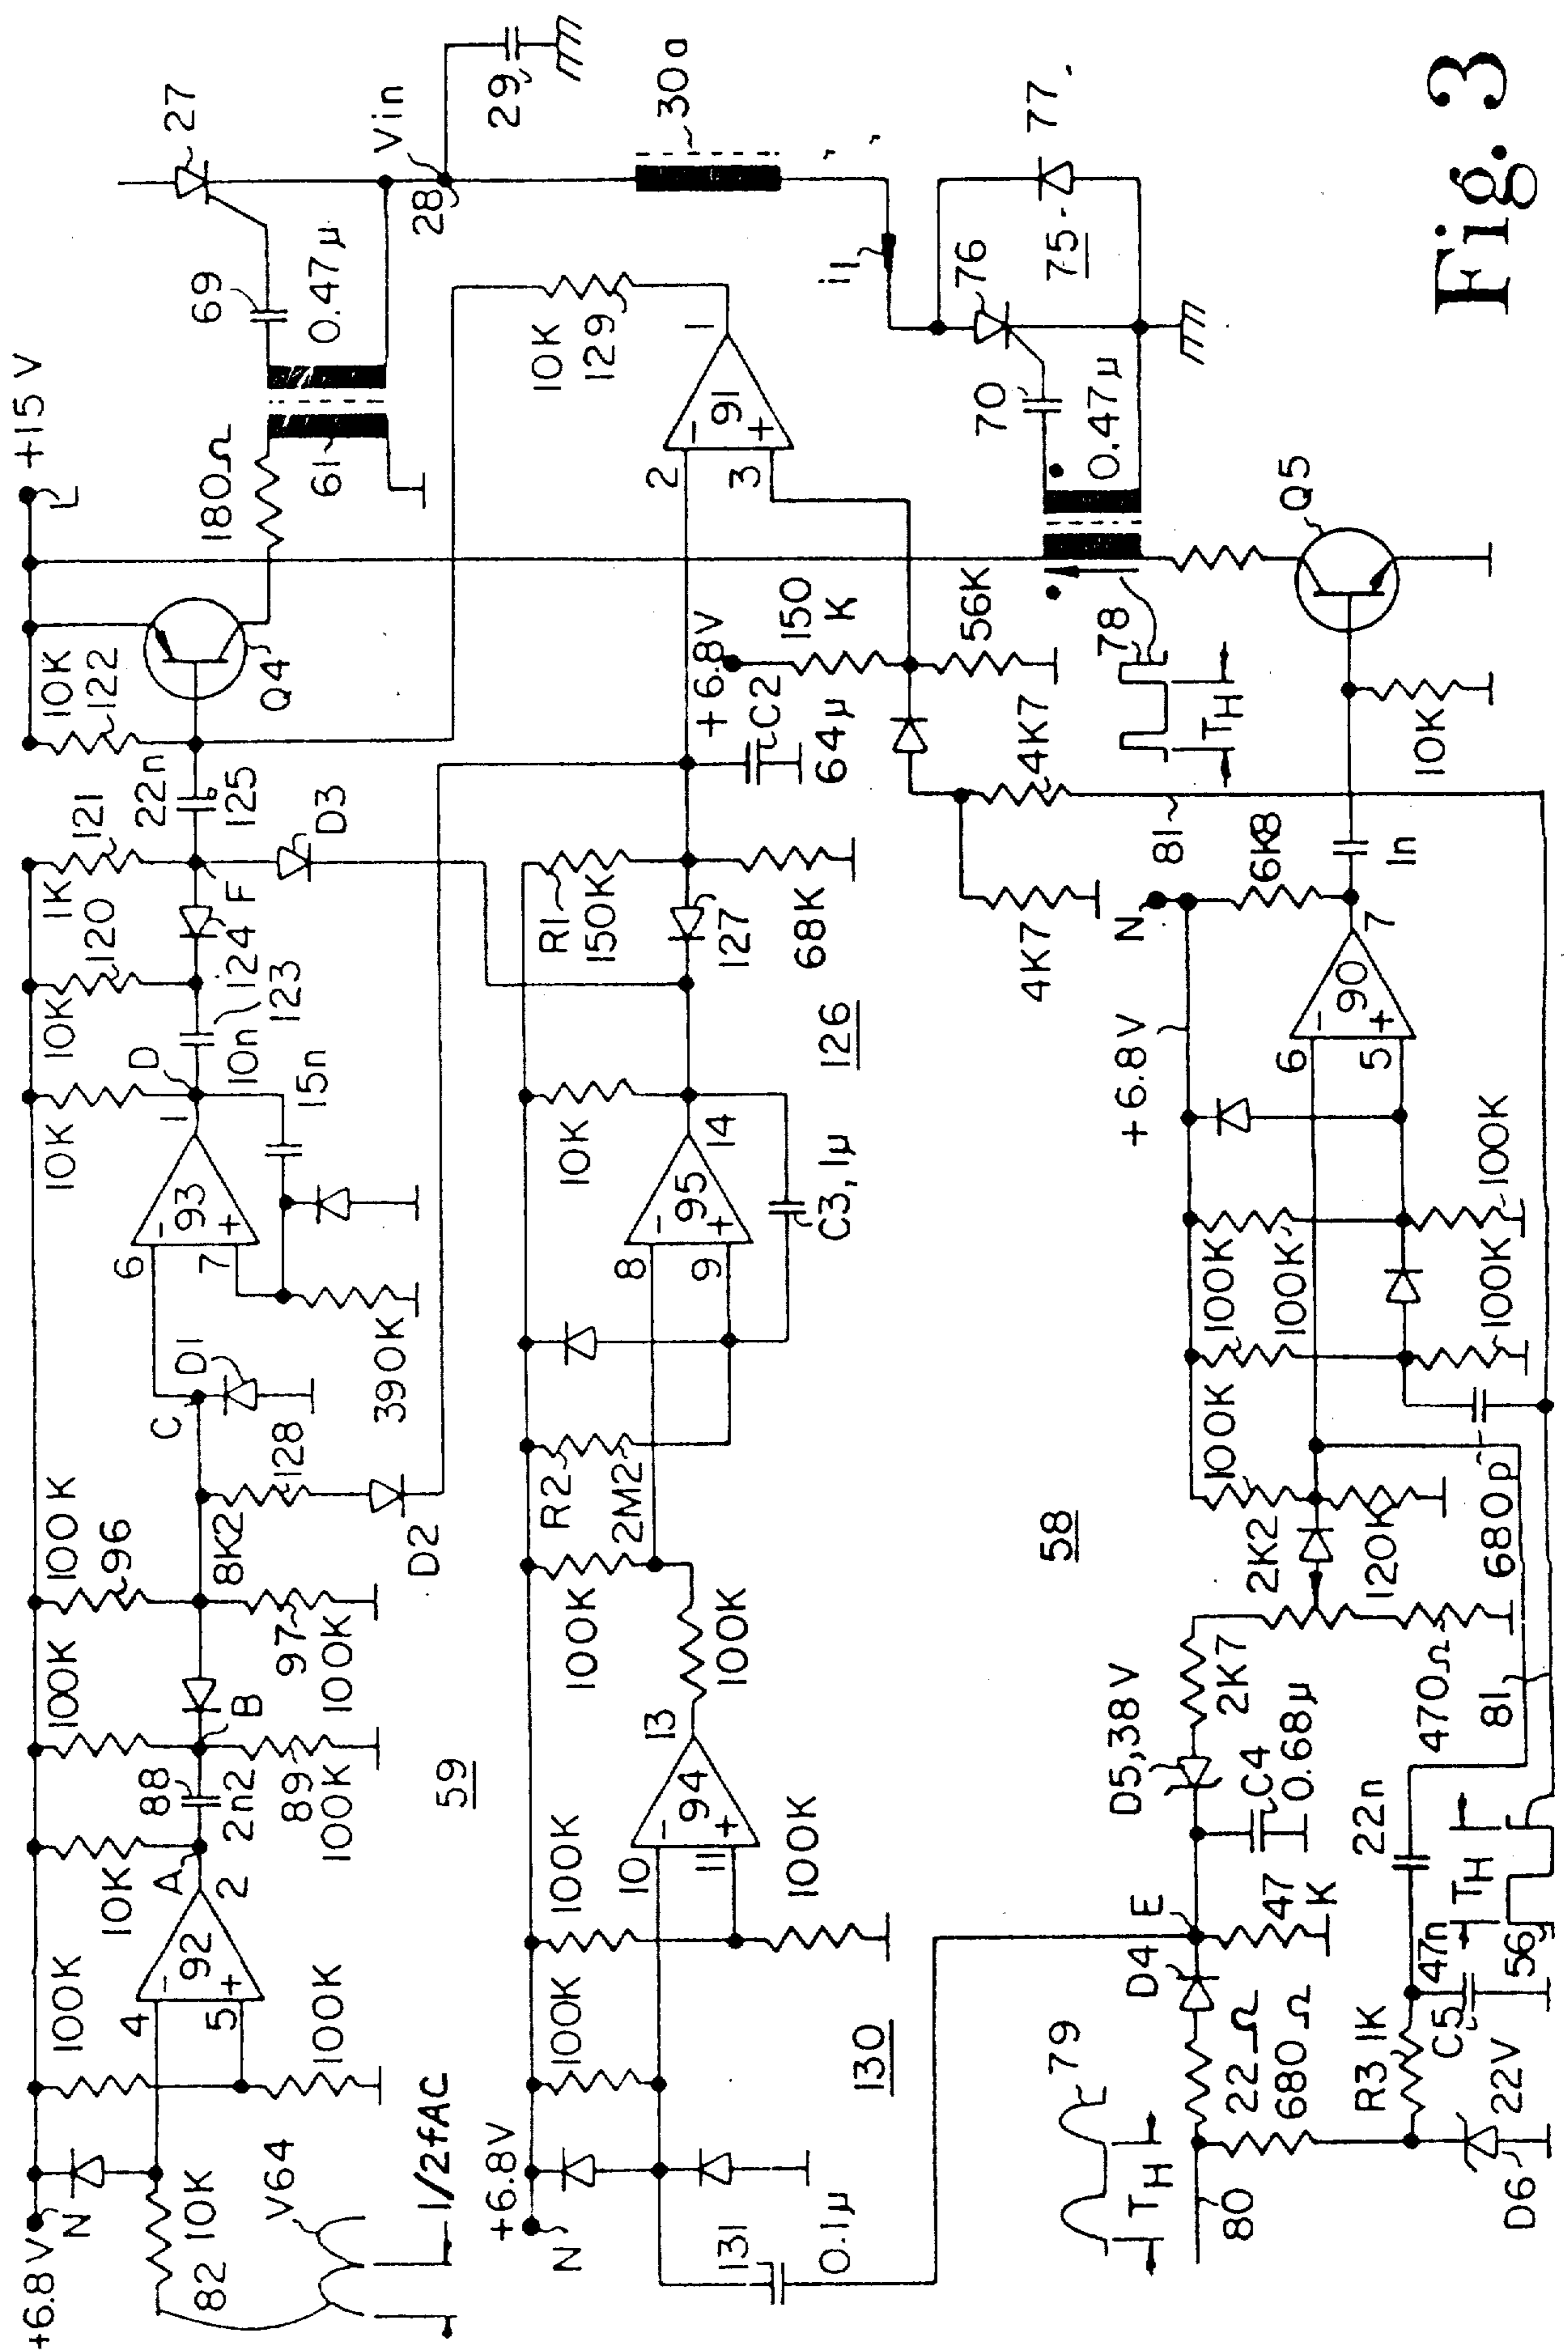 +6.8V
N
82
10K
V64
1/2fAC
100K
4
5
92
100K
10K
A
2
88
2n2
89
100K
100K
B
100K
96
97
100K
8K2
128
D2
C
D1
6
7
93
390K
10K
1
D
10n
123
15n
10K
120
124
F
1K
121
D3
22n
125
10K
122
Q4
+15 V
L
180Ω
61
69
0.47µ
27
28
Vin
29
30a
59
+6.8V
N
131
0.1µ
100K
130
100K
10
11
94
100K
13
100K
100K
R2
2M2
8
9
95
14
10K
C3,1µ
126
R1
150K
127
68K
C2
64µ
+6.8V
150
K
56K
2
3
91
1
10K
129
i1
76
75
77
70
0.47µ
78
TH
4K7
4K7
81
58
79
TH
80
22Ω
680Ω
D4
E
47
K
C4
0.68µ
D5,38V
2K7
470Ω
2K2
100K
120K
680p
R3
1K
C5
47n
D6
22V
22n
56
TH
81
100K
100K
100K
100K
+6.8V
N
6
5
90
7
6K8
1n
10K
Q5
Fig. 3